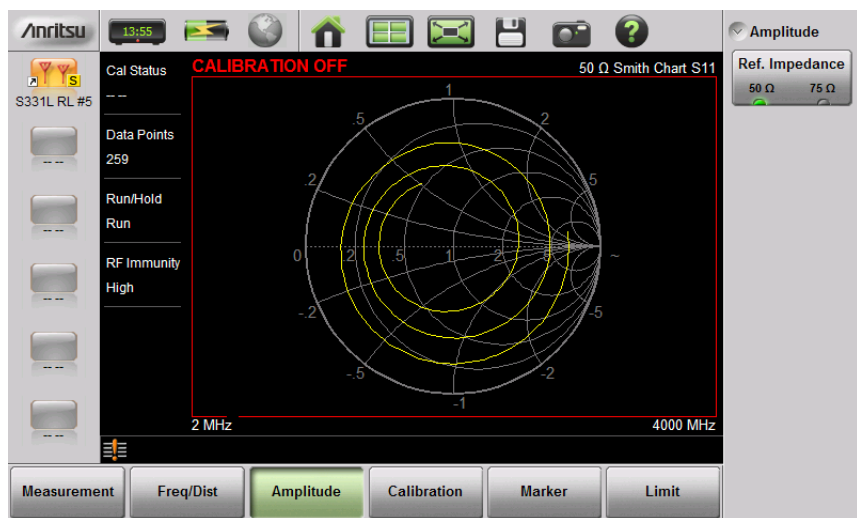 Anritsu
13:55
?
Amplitude
Ref. Impedance
50 Ω 75 Ω
S
S331L RL #5
-- --
-- --
-- --
-- --
-- --
Cal Status
-- --
Data Points
259
Run/Hold
Run
RF Immunity
High
CALIBRATION OFF
50 Ω Smith Chart S11
1
.5
2
.2
5
0
.2
.5
1
2
5
~
-.2
-5
-.5
-2
-1
2 MHz
4000 MHz
Measurement
Freq/Dist
Amplitude
Calibration
Marker
Limit